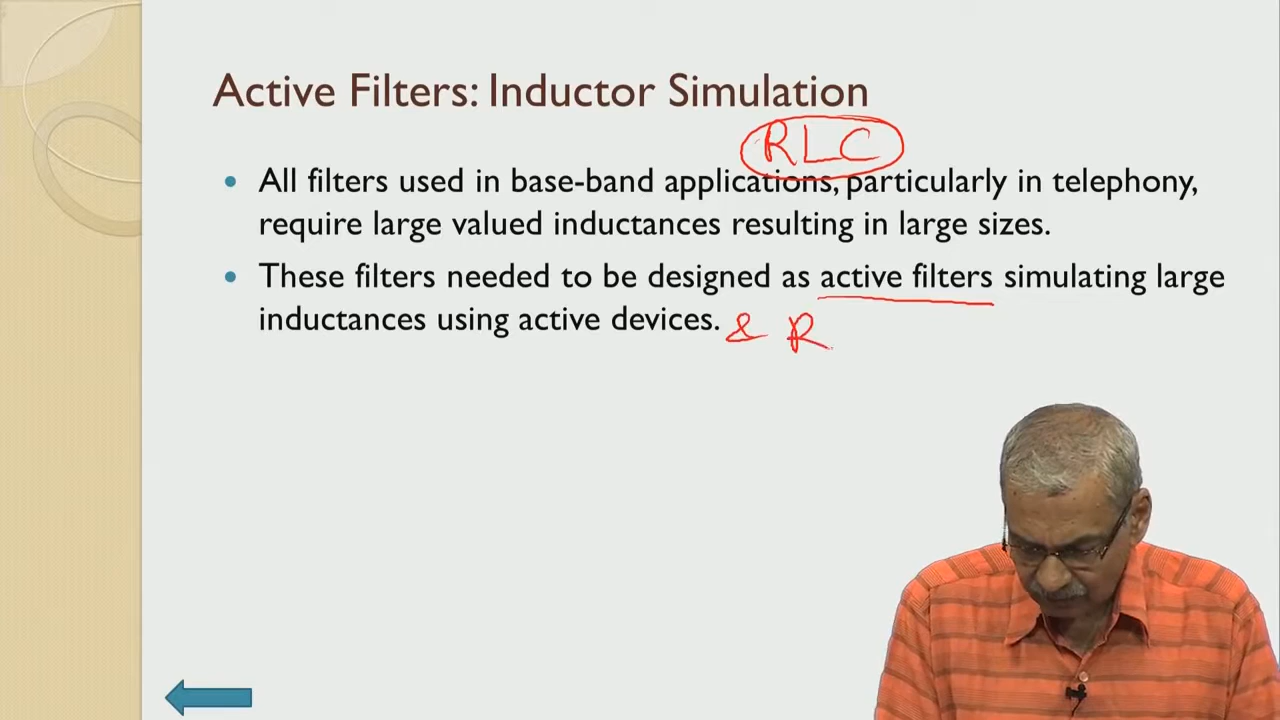 Active Filters: Inductor Simulation
RLC
All filters used in base-band applications, particularly in telephony,
require large valued inductances resulting in large sizes.
These filters needed to be designed as active filters simulating large
inductances using active devices. & R